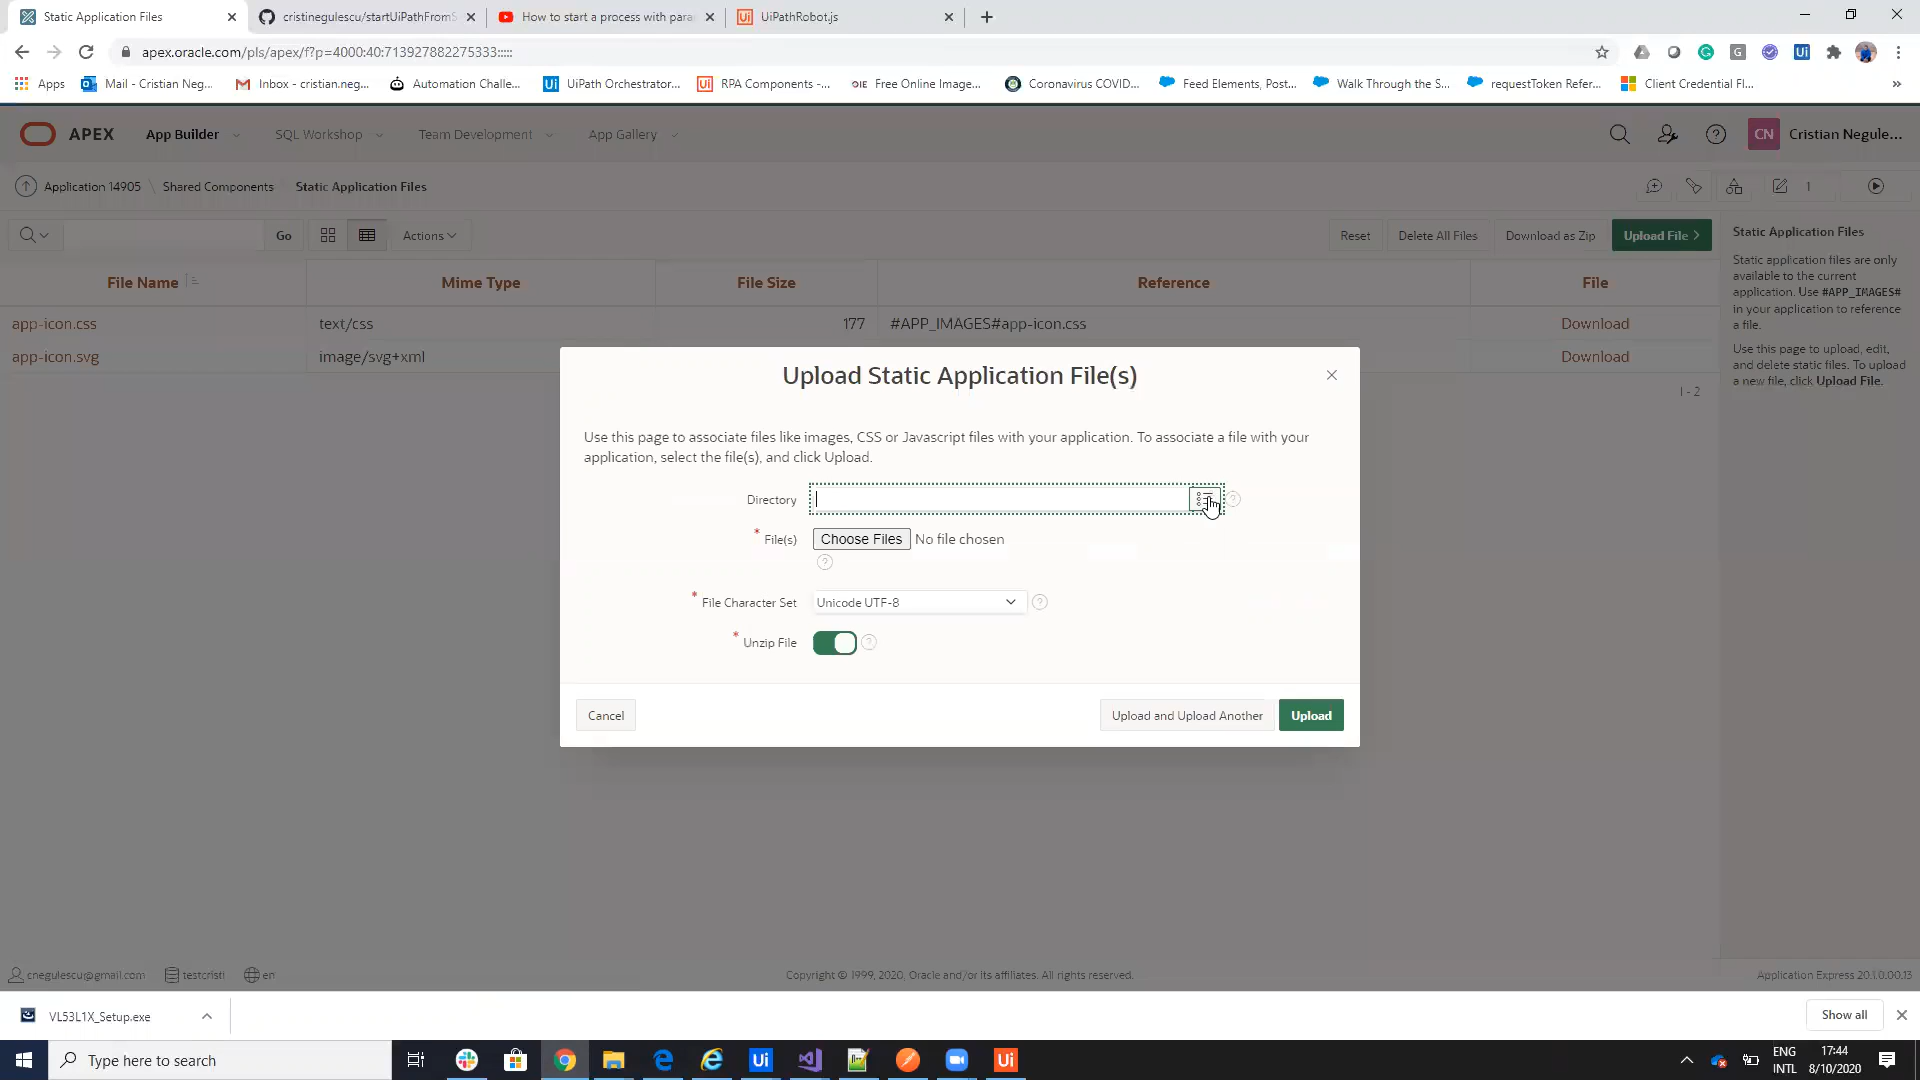 Static Application Files
cristinegulescu/startUiPathFromS
How to start a process with para
UiPathRobot.js
apex.oracle.com/pls/apex/f?p=4000:40:713927882275333:::::
Apps
Mail - Cristian Neg...
Inbox - cristian.neg...
Automation Challe...
UiPath Orchestrator...
RPA Components -...
Free Online Image...
Coronavirus COVID...
Feed Elements, Post...
Walk Through the S...
requestToken Refer...
Client Credential Fl...
»
APEX
App Builder
SQL Workshop
Team Development
App Gallery
CN
Cristian Negule...
Application 14905
Shared Components
Static Application Files
1
Go
Actions
Reset
Delete All Files
Download as Zip
Upload File
File Name
Mime Type
File Size
Reference
File
app-icon.css
text/css
177
#APP_IMAGES#app-icon.css
Download
app-icon.svg
image/svg+xml
Download
1 - 2
Static Application Files
Static application files are only
available to the current
application. Use #APP_IMAGES#
in your application to reference
a file.
Use this page to upload, edit,
and delete static files. To upload
a new file, click Upload File.
Upload Static Application File(s)
Use this page to associate files like images, CSS or Javascript files with your application. To associate a file with your
application, select the file(s), and click Upload.
Directory
* File(s)
Choose Files No file chosen
* File Character Set
Unicode UTF-8
* Unzip File
Cancel
Upload and Upload Another
Upload
cnegulescu@gmail.com
testcristi
en
Copyright © 1999, 2020, Oracle and/or its affiliates. All rights reserved.
Application Express 20.1.0.00.13
VL53L1X_Setup.exe
Show all
Type here to search
ENG
INTL
17:44
8/10/2020